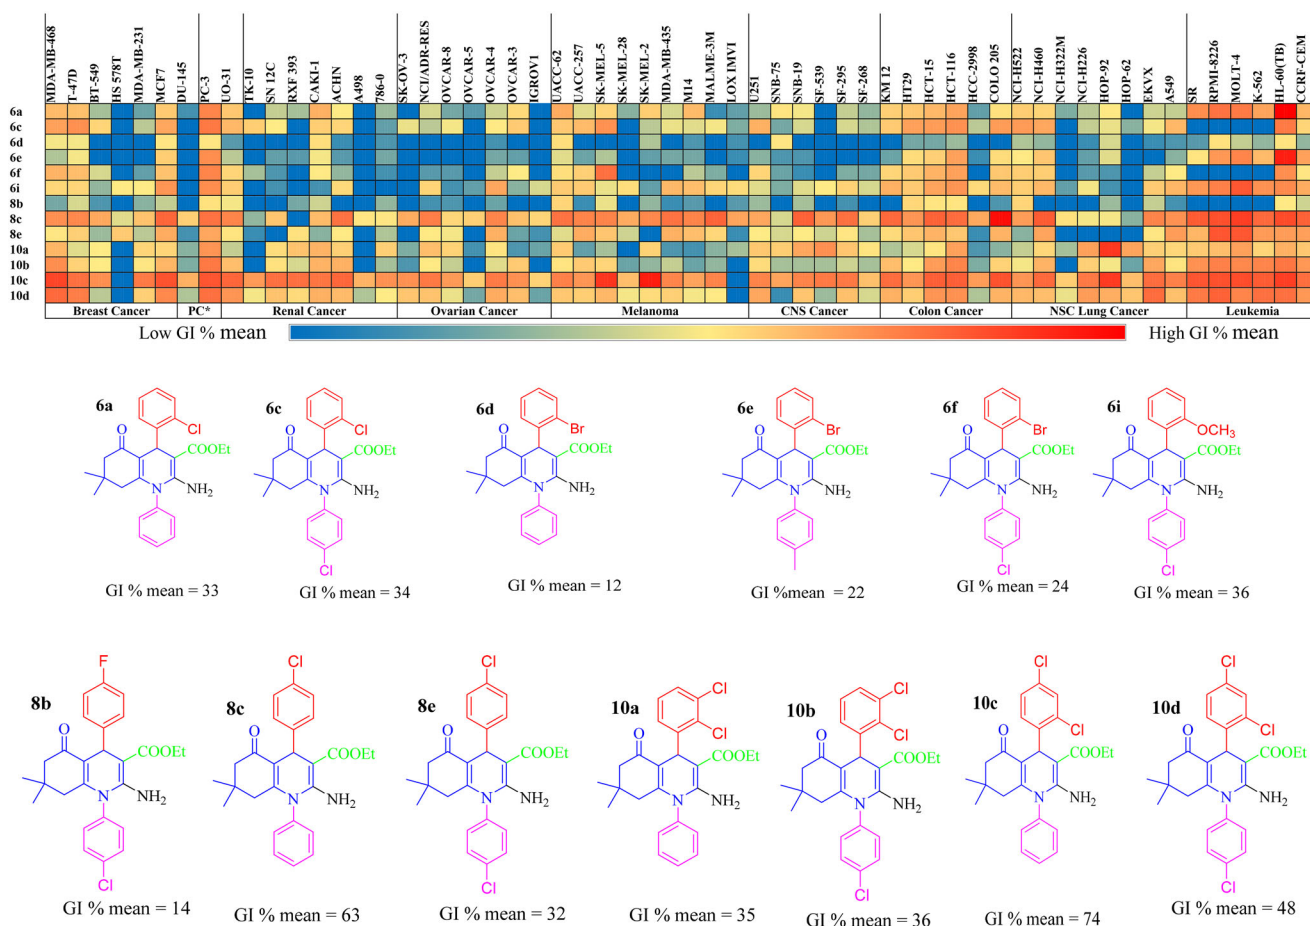 MDA-MB-468
T-47D
BT-549
HS 578T
MDA-MB-231
MCF7
DU-145
PC-3
UO-31
TK-10
SN 12C
RXF 393
CAKI-1
ACHN
A498
786-0
SK-OV-3
NCI/ADR-RES
OVCAR-8
OVCAR-5
OVCAR-4
OVCAR-3
IGROV1
UACC-62
UACC-257
SK-MEL-5
SK-MEL-28
SK-MEL-2
MDA-MB-435
M14
MALME-3M
LOX IMVI
U251
SNB-75
SNB-19
SF-539
SF-295
SF-268
KM 12
HT29
HCT-15
HCT-116
HCC-2998
COLO 205
NCI-H522
NCI-H460
NCI-H322M
NCI-H226
HOP-92
HOP-62
EKVX
A549
SR
RPMI-8226
MOLT-4
K-562
HL-60(TB)
CCRF-CEM
6a
6c
6d
6e
6f
6i
8b
8c
8e
10a
10b
10c
10d
Breast Cancer PC* Renal Cancer Ovarian Cancer Melanoma CNS Cancer Colon Cancer NSC Lung Cancer Leukemia
Low GI % mean High GI % mean
6a
Cl
O
COOEt
N
NH2
GI % mean = 33
6c
Cl
O
COOEt
N
NH2
Cl
GI % mean = 34
6d
Br
O
COOEt
N
NH2
GI % mean = 12
6e
Br
O
COOEt
N
NH2
GI %mean = 22
6f
Br
O
COOEt
N
NH2
Cl
GI % mean = 24
6i
OCH3
O
COOEt
N
NH2
Cl
GI % mean = 36
8b
F
O
COOEt
N
NH2
Cl
GI % mean = 14
8c
Cl
O
COOEt
N
NH2
GI % mean = 63
8e
Cl
O
COOEt
N
NH2
Cl
GI % mean = 32
10a
Cl
Cl
O
COOEt
N
NH2
GI % mean = 35
10b
Cl
Cl
O
COOEt
N
NH2
Cl
GI % mean = 36
10c
Cl
Cl
O
COOEt
N
NH2
GI % mean = 74
10d
Cl
Cl
O
COOEt
N
NH2
Cl
GI % mean = 48